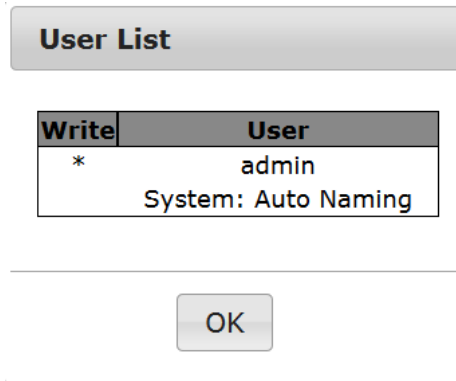 User List
Write User
* admin
System: Auto Naming
OK